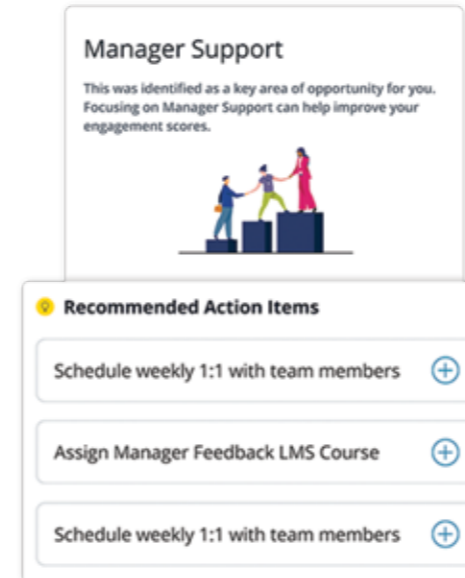 Manager Support
This was identified as a key area of opportunity for you.
Focusing on Manager Support can help improve your
engagement scores.
Recommended Action Items
Schedule weekly 1:1 with team members
Assign Manager Feedback LMS Course
Schedule weekly 1:1 with team members